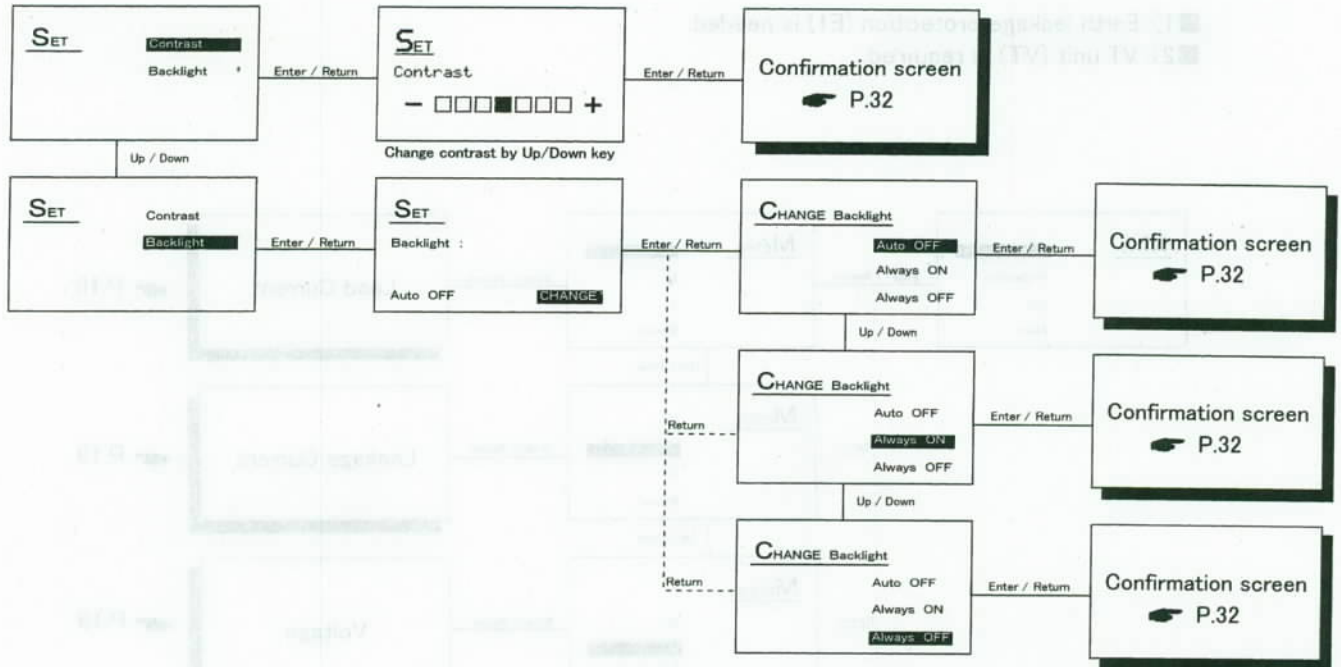 SET
Contrast
Backlight
Enter / Return
SET
Contrast
− +
Change contrast by Up/Down key
Enter / Return
Confirmation screen
☛ P.32
Up / Down
SET
Contrast
Backlight
Enter / Return
SET
Backlight :
Auto OFF CHANGE
Enter / Return
CHANGE Backlight
Auto OFF
Always ON
Always OFF
Enter / Return
Confirmation screen
☛ P.32
Up / Down
Return
CHANGE Backlight
Auto OFF
Always ON
Always OFF
Enter / Return
Confirmation screen
☛ P.32
Up / Down
Return
CHANGE Backlight
Auto OFF
Always ON
Always OFF
Enter / Return
Confirmation screen
☛ P.32